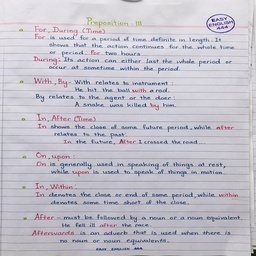 Preposition - III
EASY ENGLISH 444
For, During (Time)
For is used for a period of time definite in length. It
shows that the action continues for the whole time
or period. for two hours
During: Its action can either last the whole period or
occur at sometime within the period.
With, By: With relates to instrument.
He hit the ball with a rod.
By relates to the agent or the doer.
A snake was killed by him.
In, After (Time)
In shows the close of some future period, while after
relates to the past.
In the future, After I crossed the road.
On, upon:
On is generally used in speaking of things at rest,
while upon is used to speak of things in motion.
In, Within:
In denotes the close or end of some period, while within
denotes some time short of the close.
After - must be followed by a noun or a noun equivalent.
He fell ill after the race.
Afterwards is an adverb that is used when there is
no noun or noun equivalents.
EASY ENGLISH 444